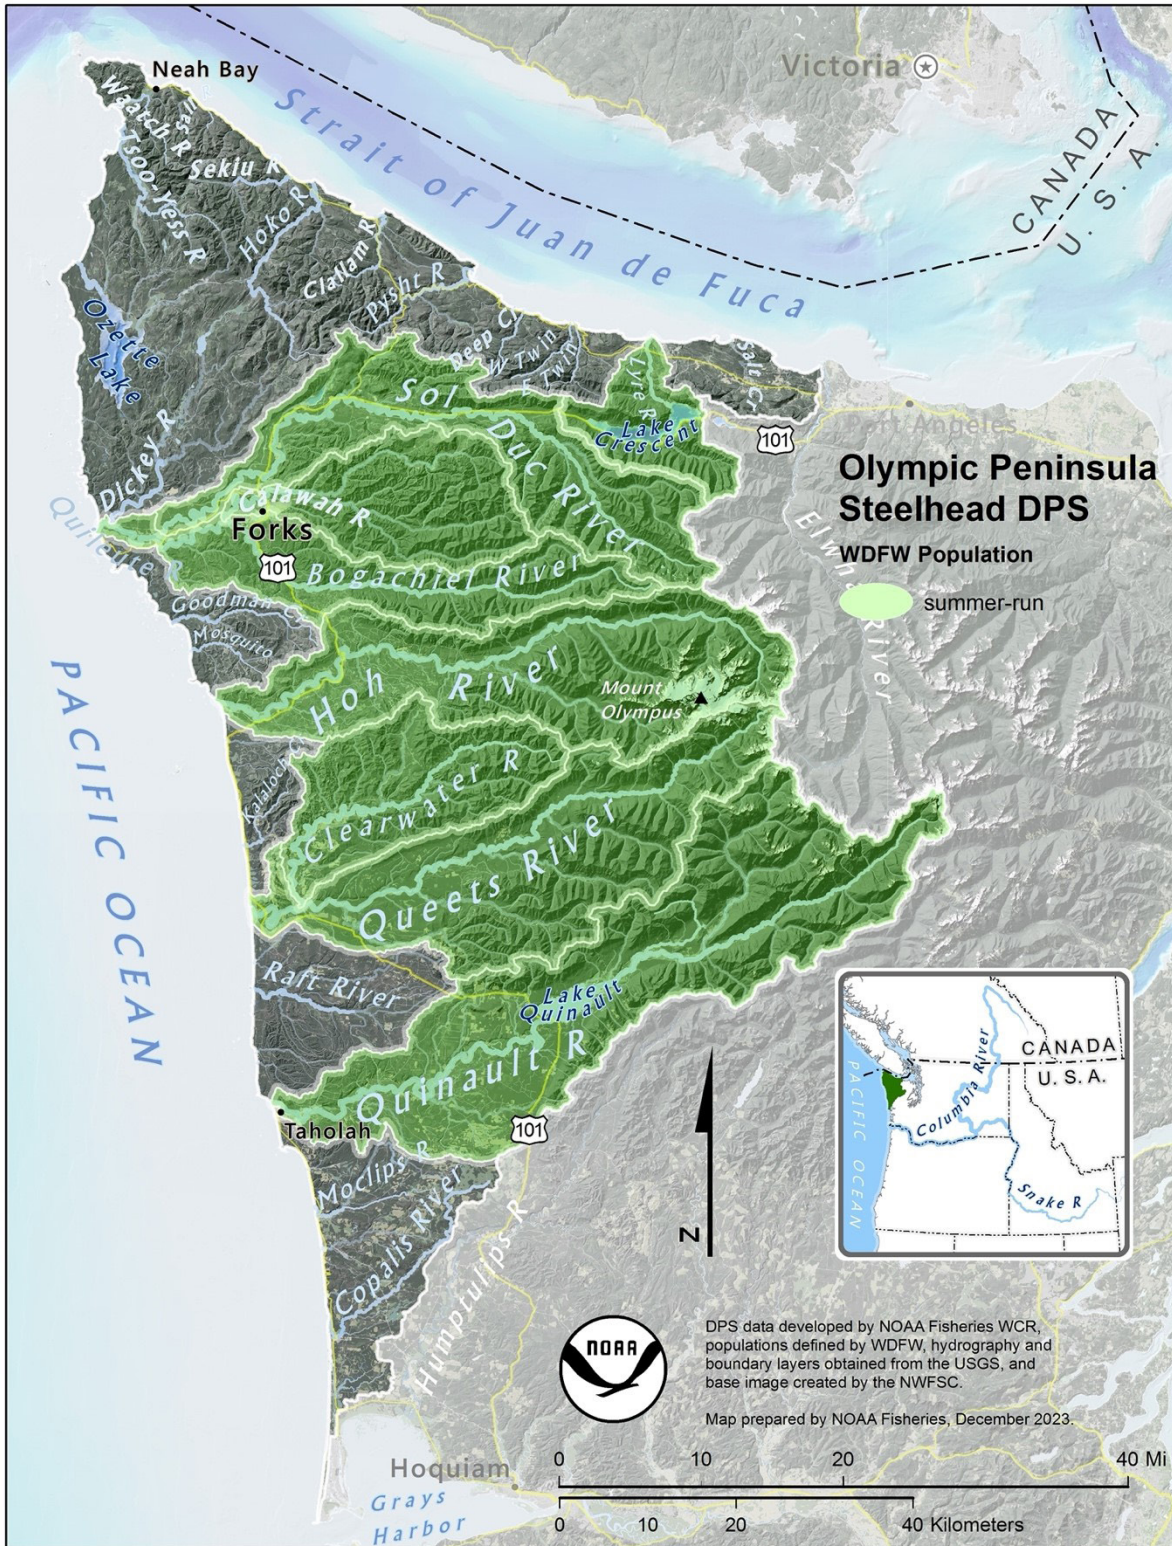 Neah Bay
Victoria
Strait of Juan de Fuca
CANADA
U. S. A.
Waatch R
Tsoo-Yess R
Sekiu R
Hoko R
Clallam R
Pysht R
Deep C
W Twin
E Twin
Salt Cr
Lyre R
Ozette
Lake
Lake
Crescent
101
Port Angeles
Sol Duc River
Dickey R
Quillayute R
Calawah R
Forks
101
Bogachiel River
Goodman C
Mosquito
Elwha River
Olympic Peninsula
Steelhead DPS
WDFW Population
summer-run
PACIFIC OCEAN
Hoh River
Mount
Olympus
Kalaloch C
Clearwater R
Queets River
Raft River
Lake
Quinault
Quinault R
Taholah
101
Moclips R
Copalis River
Humptulips R
N
CANADA
U. S. A.
Columbia River
PACIFIC OCEAN
Snake R
NOAA
DPS data developed by NOAA Fisheries WCR,
populations defined by WDFW, hydrography and
boundary layers obtained from the USGS, and
base image created by the NWFSC.
Map prepared by NOAA Fisheries, December 2023.
Hoquiam
Grays
Harbor
0 10 20 40 Mi
0 10 20 40 Kilometers